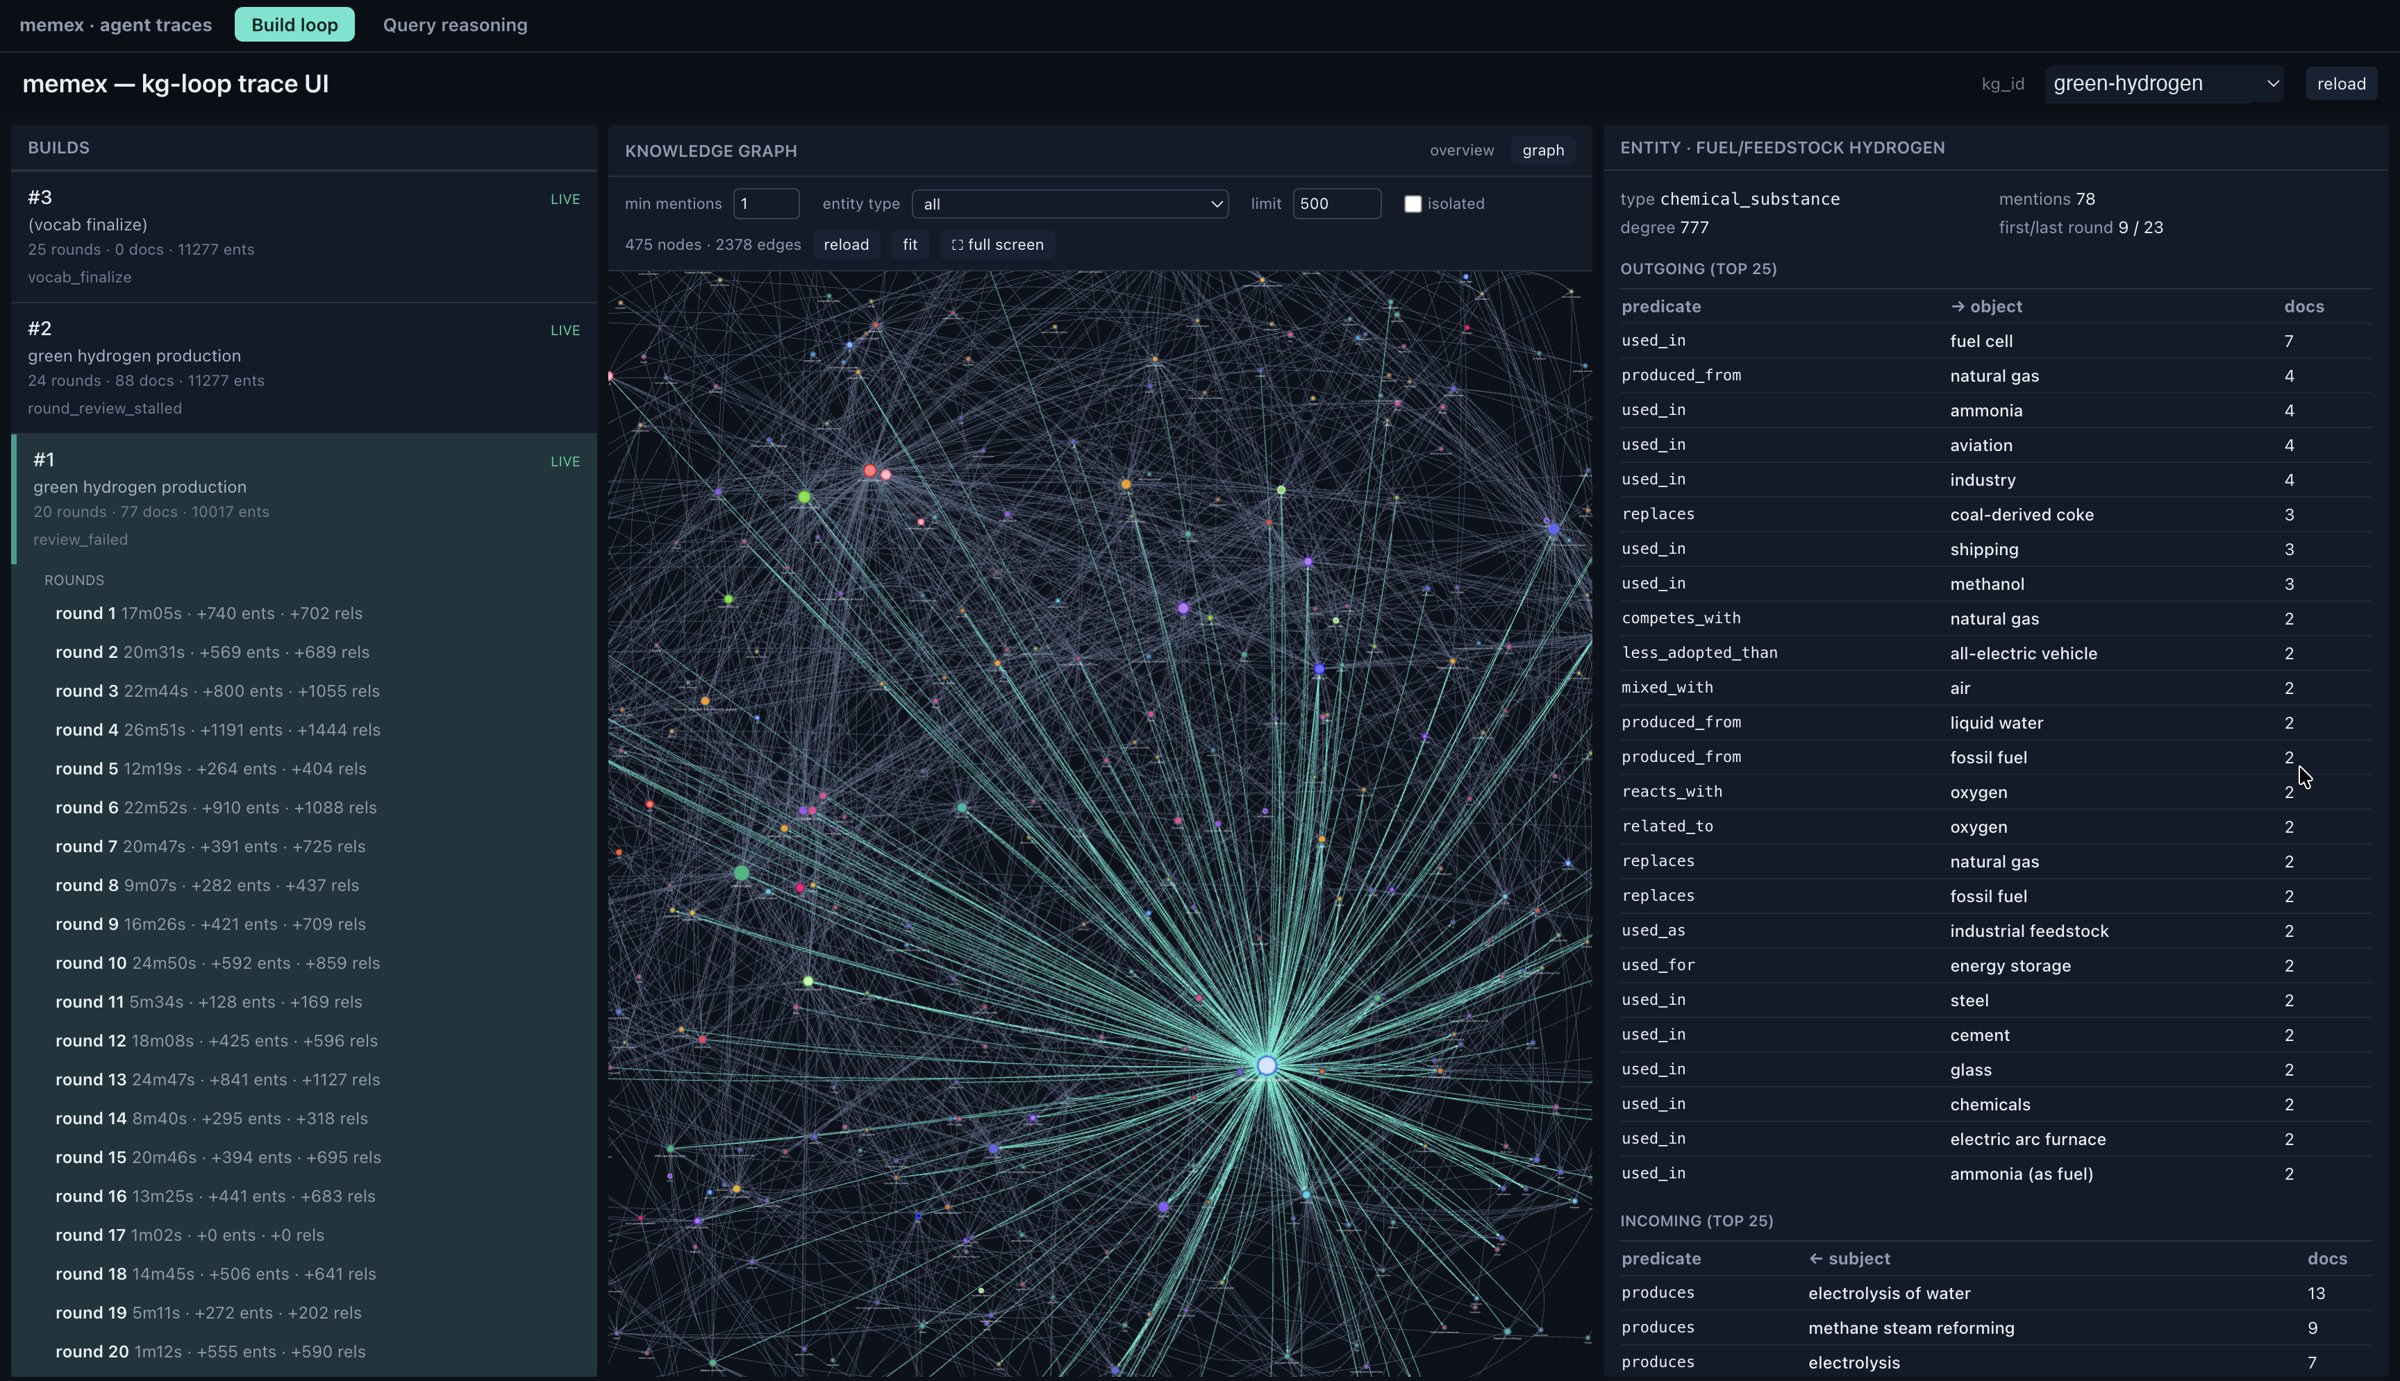 memex · agent traces Build loop Query reasoning
memex — kg-loop trace UI
kg_id green-hydrogen reload
BUILDS
#3 LIVE
(vocab finalize)
25 rounds · 0 docs · 11277 ents
vocab_finalize
#2 LIVE
green hydrogen production
24 rounds · 88 docs · 11277 ents
round_review_stalled
#1 LIVE
green hydrogen production
20 rounds · 77 docs · 10017 ents
review_failed
ROUNDS
round 1 17m05s · +740 ents · +702 rels
round 2 20m31s · +569 ents · +689 rels
round 3 22m44s · +800 ents · +1055 rels
round 4 26m51s · +1191 ents · +1444 rels
round 5 12m19s · +264 ents · +404 rels
round 6 22m52s · +910 ents · +1088 rels
round 7 20m47s · +391 ents · +725 rels
round 8 9m07s · +282 ents · +437 rels
round 9 16m26s · +421 ents · +709 rels
round 10 24m50s · +592 ents · +859 rels
round 11 5m34s · +128 ents · +169 rels
round 12 18m08s · +425 ents · +596 rels
round 13 24m47s · +841 ents · +1127 rels
round 14 8m40s · +295 ents · +318 rels
round 15 20m46s · +394 ents · +695 rels
round 16 13m25s · +441 ents · +683 rels
round 17 1m02s · +0 ents · +0 rels
round 18 14m45s · +506 ents · +641 rels
round 19 5m11s · +272 ents · +202 rels
round 20 1m12s · +555 ents · +590 rels
KNOWLEDGE GRAPH overview graph
min mentions 1 entity type all limit 500 isolated
475 nodes · 2378 edges reload fit full screen
ENTITY · FUEL/FEEDSTOCK HYDROGEN
type chemical_substance mentions 78
degree 777 first/last round 9 / 23
OUTGOING (TOP 25)
predicate → object docs
used_in fuel cell 7
produced_from natural gas 4
used_in ammonia 4
used_in aviation 4
used_in industry 4
replaces coal-derived coke 3
used_in shipping 3
used_in methanol 3
competes_with natural gas 2
less_adopted_than all-electric vehicle 2
mixed_with air 2
produced_from liquid water 2
produced_from fossil fuel 2
reacts_with oxygen 2
related_to oxygen 2
replaces natural gas 2
replaces fossil fuel 2
used_as industrial feedstock 2
used_for energy storage 2
used_in steel 2
used_in cement 2
used_in glass 2
used_in chemicals 2
used_in electric arc furnace 2
used_in ammonia (as fuel) 2
INCOMING (TOP 25)
predicate ← subject docs
produces electrolysis of water 13
produces methane steam reforming 9
produces electrolysis 7